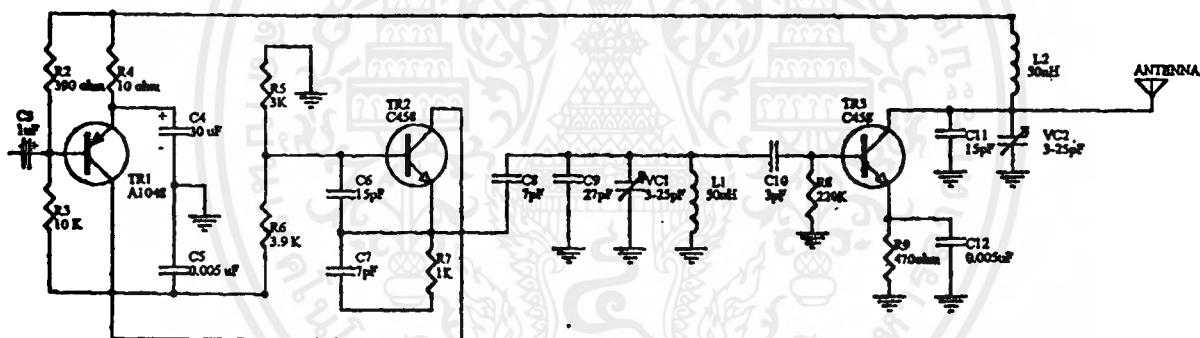 R2
390 ohm
R4
10 ohm
C3
1uF
+
TR1
A1048
R3
10 K
+
C4
30 uF
-
C5
0.005 uF
R5
3K
R6
3.9 K
TR2
C458
C6
15pF
C7
7pF
R7
1K
C8
7pF
C9
27pF
VC1
3-25pF
L1
50nH
C10
3pF
R8
220K
TR3
C458
R9
470ohm
C12
0.005uF
C11
15pF
VC2
3-25pF
L2
50nH
ANTENNA